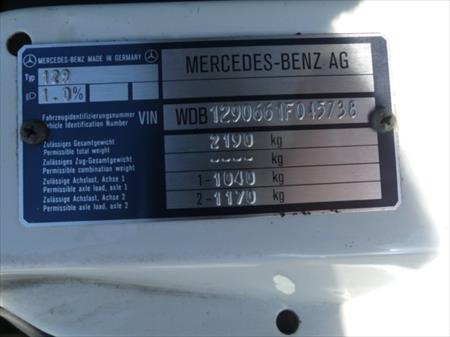 MERCEDES-BENZ MADE IN GERMANY
MERCEDES-BENZ AG
Typ 129
1.0%
Fahrzeugidentifizierungsnummer
Vehicle Identification Number
VIN
WDB1290661F045736
Zulässiges Gesamtgewicht
Permissible total weight
2190 kg
Zulässiges Zug-Gesamtgewicht
Permissible combination weight
---- kg
Zulässige Achslast, Achse 1
Permissible axle load, axle 1
1-1040 kg
Zulässige Achslast, Achse 2
Permissible axle load, axle 2
2-1170 kg